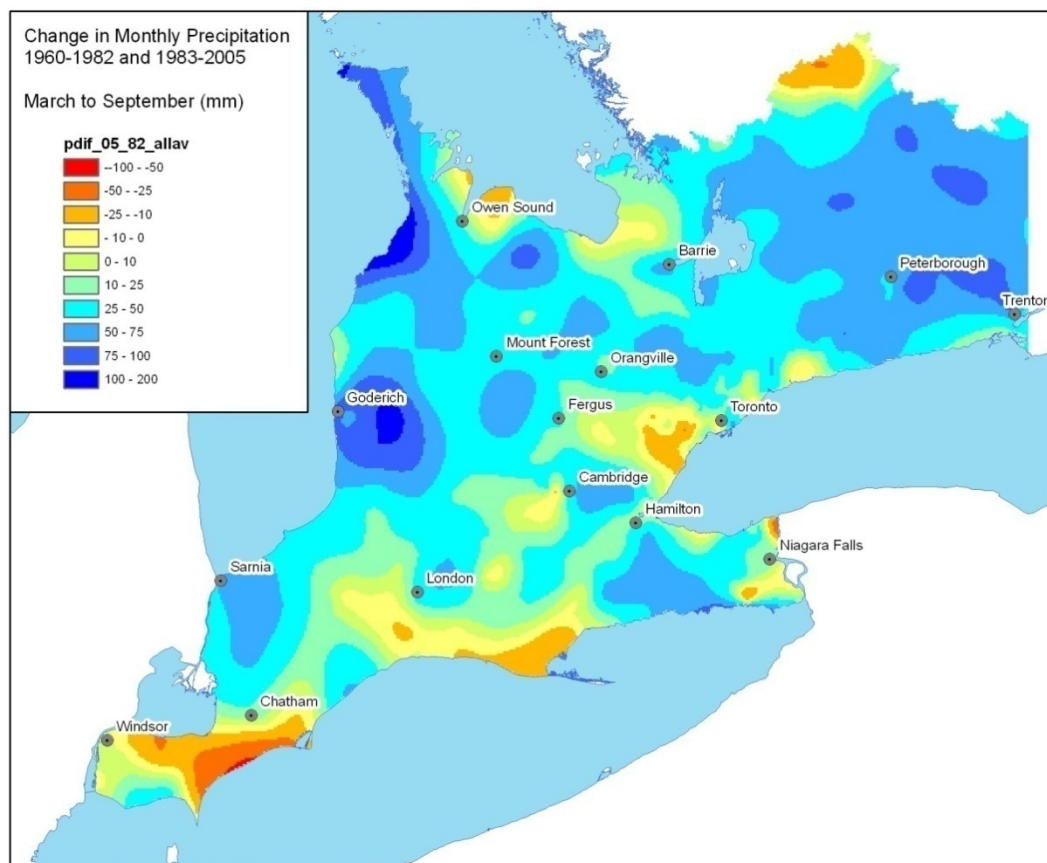 Change in Monthly Precipitation
1960-1982 and 1983-2005
March to September (mm)
pdif_05_82_allav
--100 - -50
-50 - -25
-25 - -10
- 10 - 0
0 - 10
10 - 25
25 - 50
50 - 75
75 - 100
100 - 200
Owen Sound
Barrie
Peterborough
Trenton
Mount Forest
Orangville
Goderich
Fergus
Toronto
Cambridge
Hamilton
Niagara Falls
Sarnia
London
Chatham
Windsor